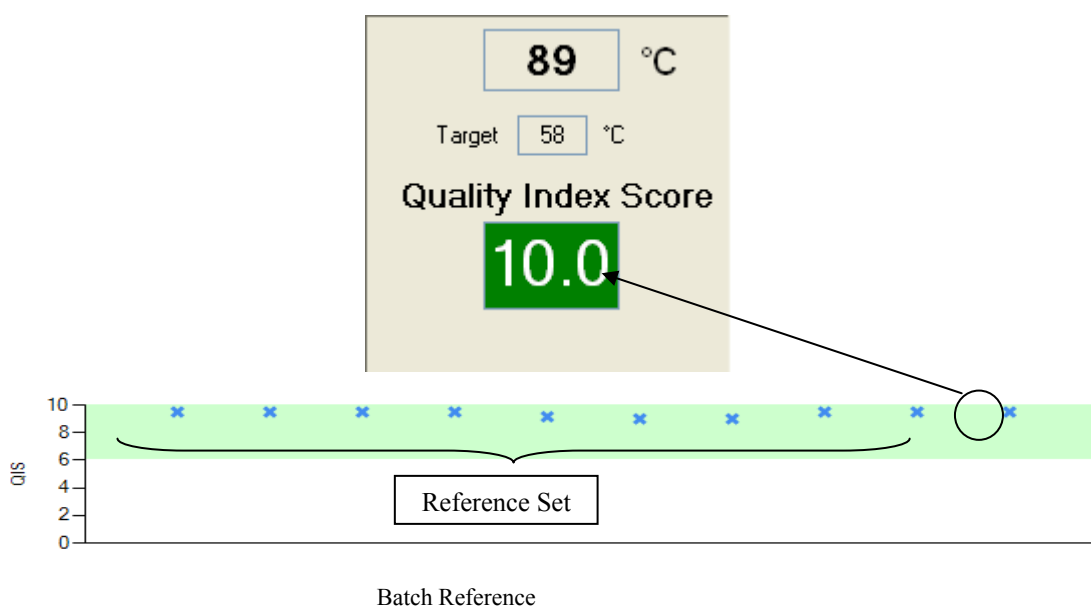 89 °C
Target 58 °C
Quality Index Score
10.0
10
8
6
4
2
0
QIS
Reference Set
Batch Reference